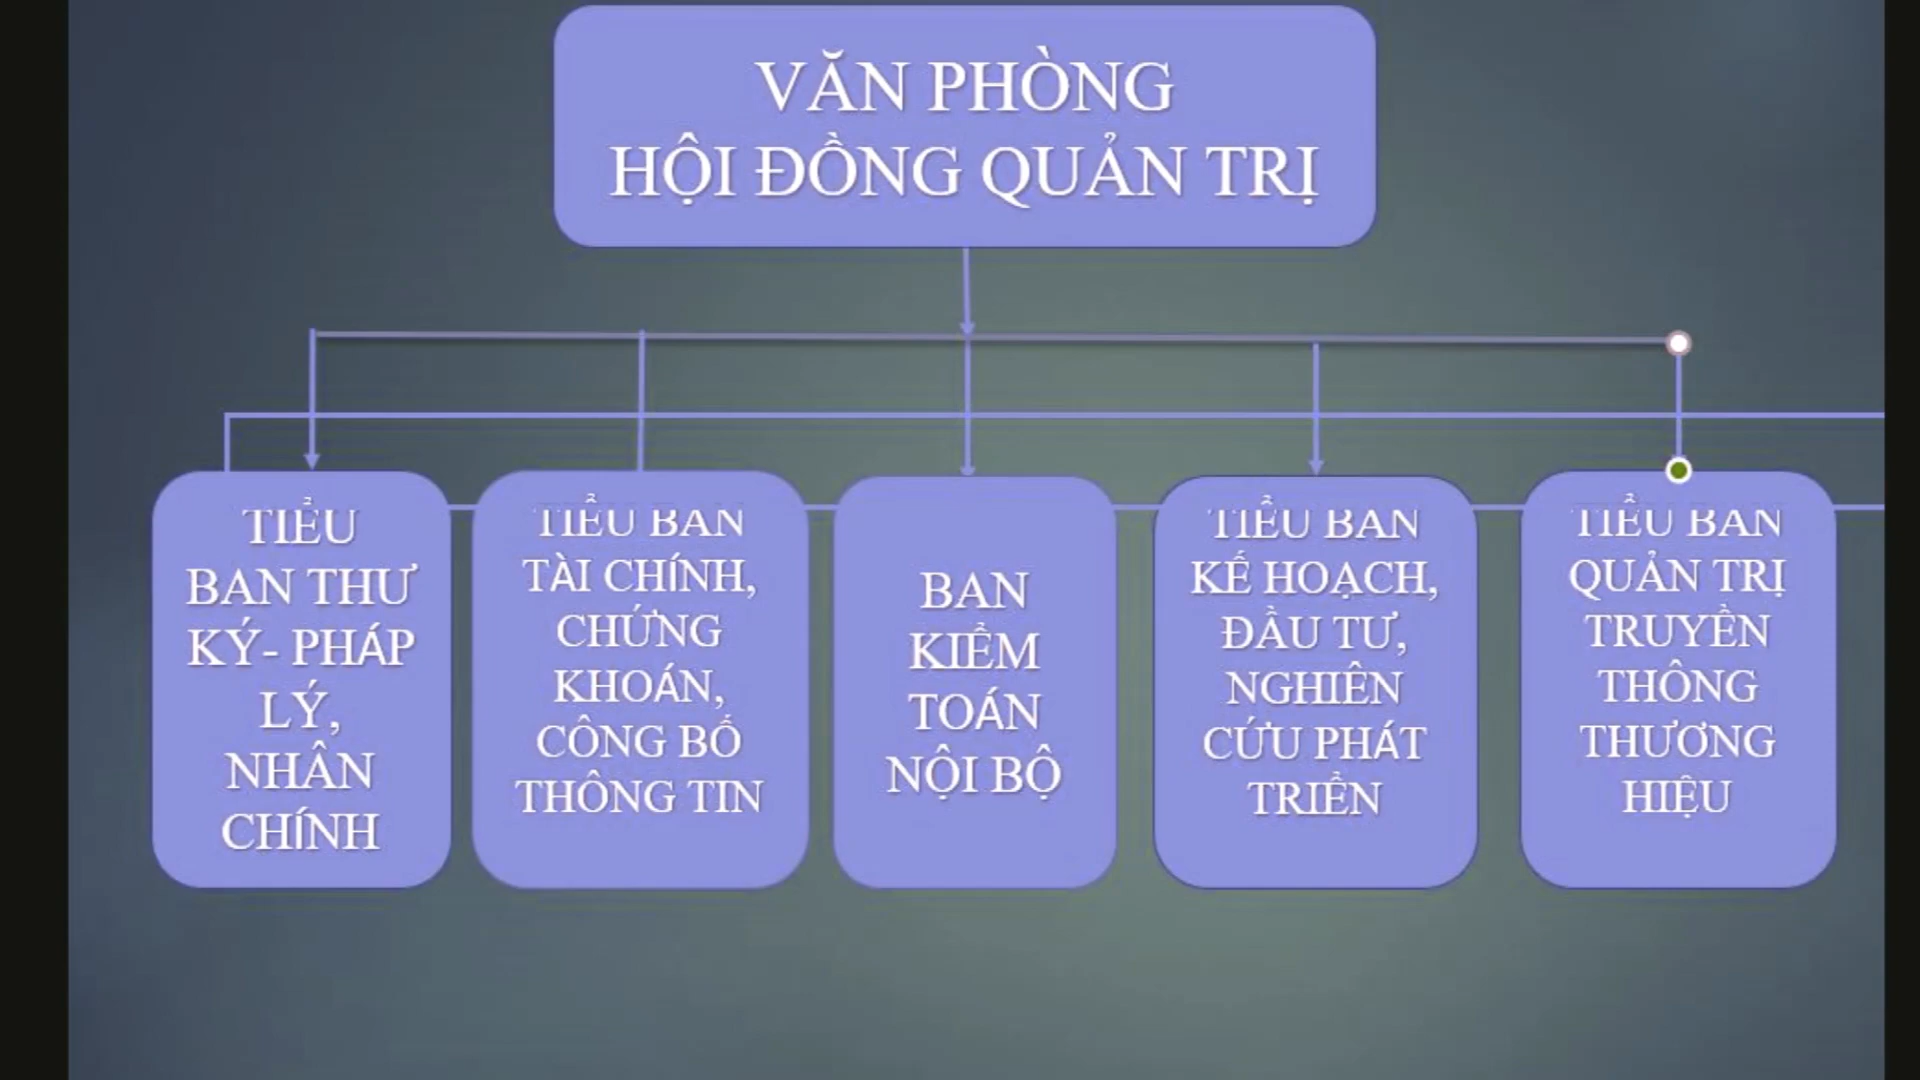 VĂN PHÒNG
HỘI ĐỒNG QUẢN TRỊ
TIỂU
BAN THƯ
KÝ- PHÁP
LÝ,
NHÂN
CHÍNH
TIỂU BAN
TÀI CHÍNH,
CHỨNG
KHOÁN,
CÔNG BỐ
THÔNG TIN
BAN
KIỂM
TOÁN
NỘI BỘ
TIỂU BAN
KẾ HOẠCH,
ĐẦU TƯ,
NGHIÊN
CỨU PHÁT
TRIỂN
TIỂU BAN
QUẢN TRỊ
TRUYỀN
THÔNG
THƯƠNG
HIỆU